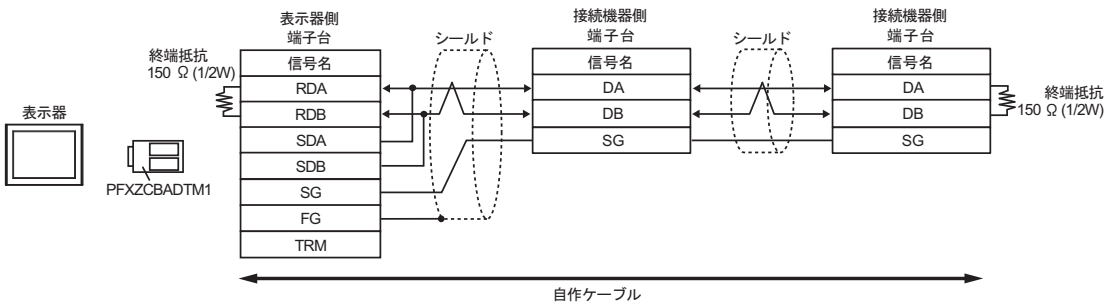 表示器
PFXZCBADTM1
終端抵抗
150 Ω (1/2W)
表示器側
端子台
信号名
RDA
RDB
SDA
SDB
SG
FG
TRM
シールド
接続機器側
端子台
信号名
DA
DB
SG
シールド
接続機器側
端子台
信号名
DA
DB
SG
終端抵抗
150 Ω (1/2W)
自作ケーブル